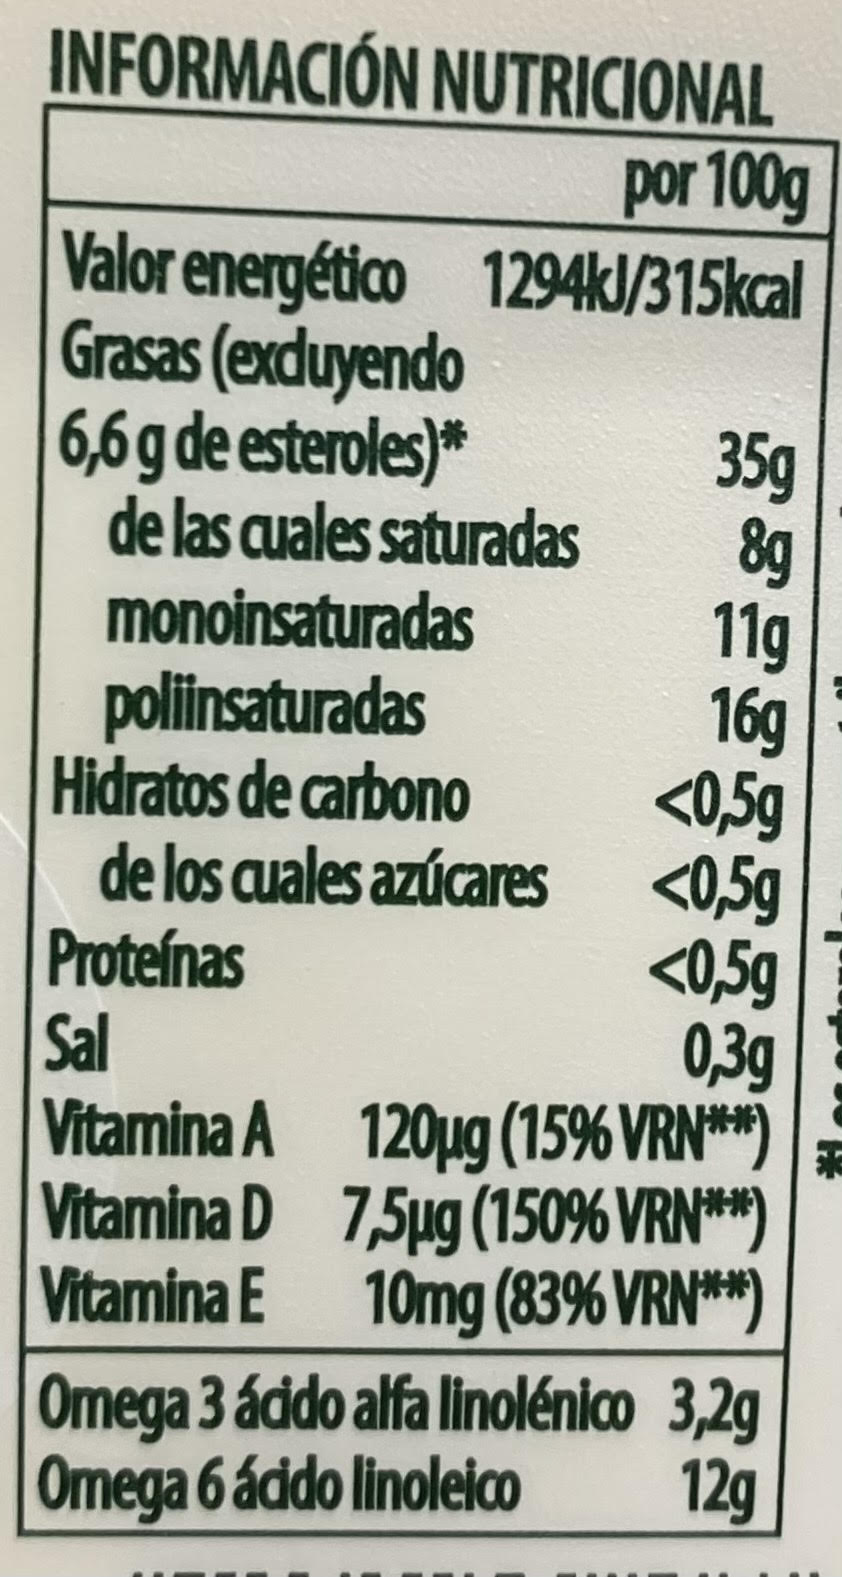 INFORMACIÓN NUTRICIONAL
por 100g
Valor energético 1294kJ/315kcal
Grasas (excluyendo
6,6 g de esteroles)* 35g
de las cuales saturadas 8g
monoinsaturadas 11g
poliinsaturadas 16g
Hidratos de carbono <0,5g
de los cuales azúcares <0,5g
Proteínas <0,5g
Sal 0,3g
Vitamina A 120µg (15% VRN**)
Vitamina D 7,5µg (150% VRN**)
Vitamina E 10mg (83% VRN**)
Omega 3 ácido alfa linolénico 3,2g
Omega 6 ácido linoleico 12g